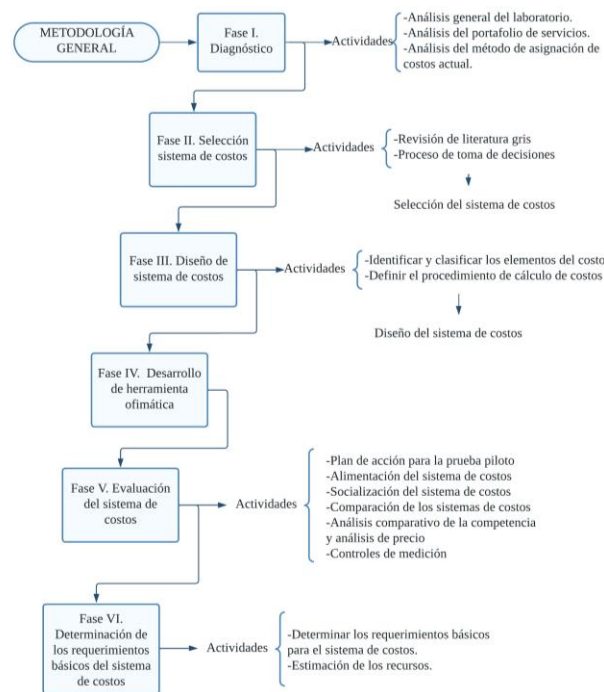 METODOLOGÍA
GENERAL
Fase I.
Diagnóstico
Actividades
-Análisis general del laboratorio.
-Análisis del portafolio de servicios.
-Análisis del método de asignación de
costos actual.
Fase II. Selección
sistema de costos
Actividades
-Revisión de literatura gris
-Proceso de toma de decisiones
Selección del sistema de costos
Fase III. Diseño de
sistema de costos
Actividades
-Identificar y clasificar los elementos del costo
-Definir el procedimiento de cálculo de costos
Diseño del sistema de costos
Fase IV. Desarrollo
de herramienta
ofimática
Fase V. Evaluación
del sistema de
costos
Actividades
-Plan de acción para la prueba piloto
-Alimentación del sistema de costos
-Socialización del sistema de costos
-Comparación de los sistemas de costos
-Análisis comparativo de la competencia
y análisis de precio
-Controles de medición
Fase VI.
Determinación de
los requerimientos
básicos del sistema
de costos
Actividades
-Determinar los requerimientos básicos
para el sistema de costos.
-Estimación de los recursos.